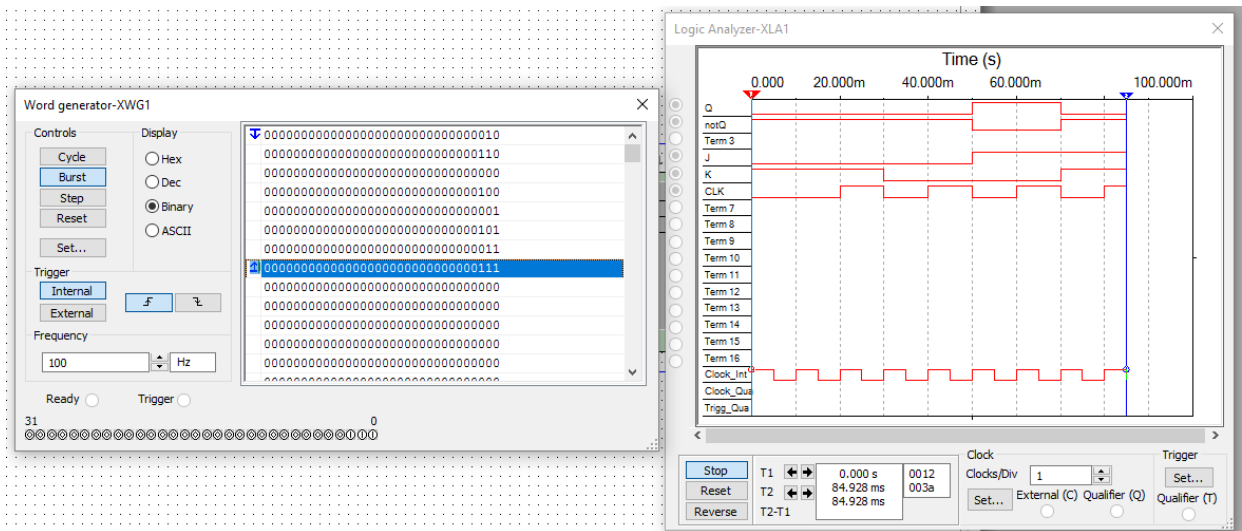 Word generator-XWG1
Controls
Cycle
Burst
Step
Reset
Set...
Display
Hex
Dec
Binary
ASCII
Trigger
Internal
External
Frequency
100
Hz
Ready
Trigger
00000000000000000000000000000010
00000000000000000000000000000110
00000000000000000000000000000000
00000000000000000000000000000100
00000000000000000000000000000001
00000000000000000000000000000101
00000000000000000000000000000011
00000000000000000000000000000111
00000000000000000000000000000000
00000000000000000000000000000000
00000000000000000000000000000000
00000000000000000000000000000000
00000000000000000000000000000000
31 0
Logic Analyzer-XLA1
Time (s)
0.000 20.000m 40.000m 60.000m 100.000m
Q
notQ
Term 3
J
K
CLK
Term 7
Term 8
Term 9
Term 10
Term 11
Term 12
Term 13
Term 14
Term 15
Term 16
Clock_Int
Clock_Qua
Trigg_Qua
Stop
Reset
Reverse
T1
T2
T2-T1
0.000 s
84.928 ms
84.928 ms
0012
003a
Clock
Clocks/Div
1
Set...
External (C)
Qualifier (Q)
Trigger
Set...
Qualifier (T)